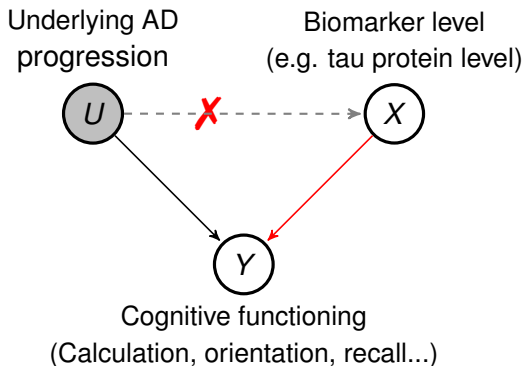 Underlying AD
progression
Biomarker level
(e.g. tau protein level)
U
X
Y
Cognitive functioning
(Calculation, orientation, recall...)